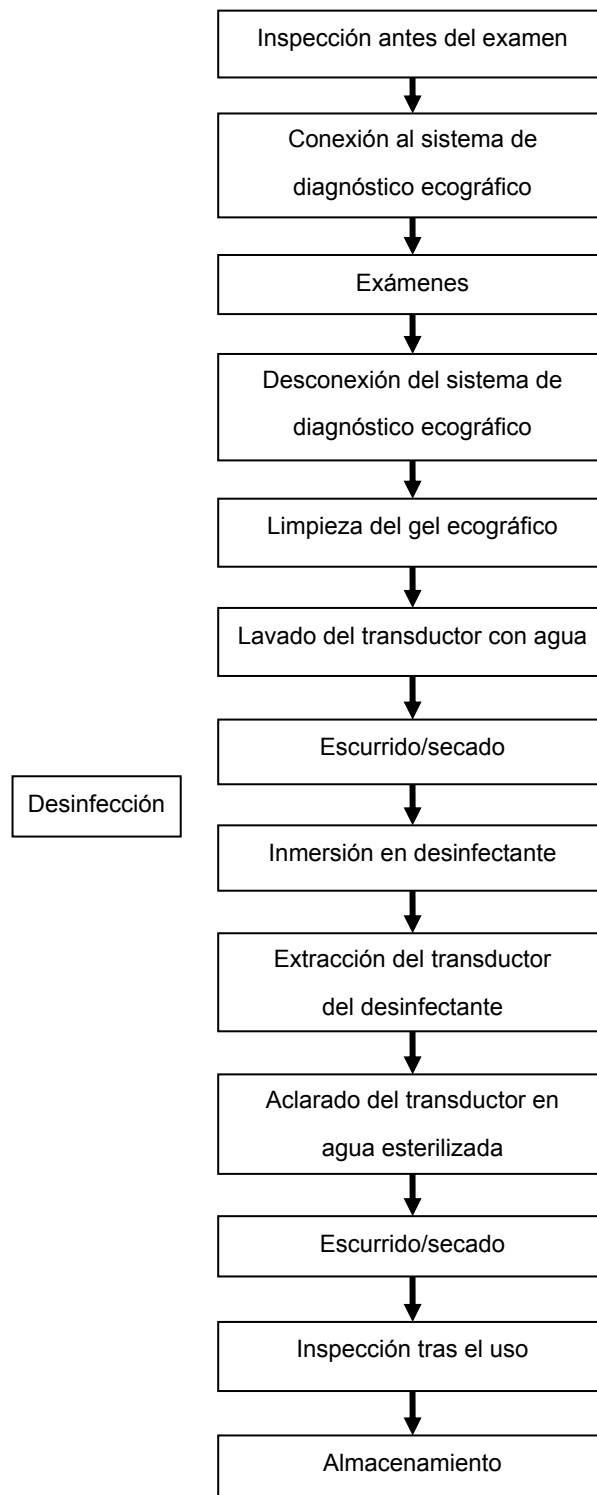 Inspección antes del examen
Conexión al sistema de
diagnóstico ecográfico
Exámenes
Desconexión del sistema de
diagnóstico ecográfico
Limpieza del gel ecográfico
Lavado del transductor con agua
Escurrido/secado
Desinfección
Inmersión en desinfectante
Extracción del transductor
del desinfectante
Aclarado del transductor en
agua esterilizada
Escurrido/secado
Inspección tras el uso
Almacenamiento